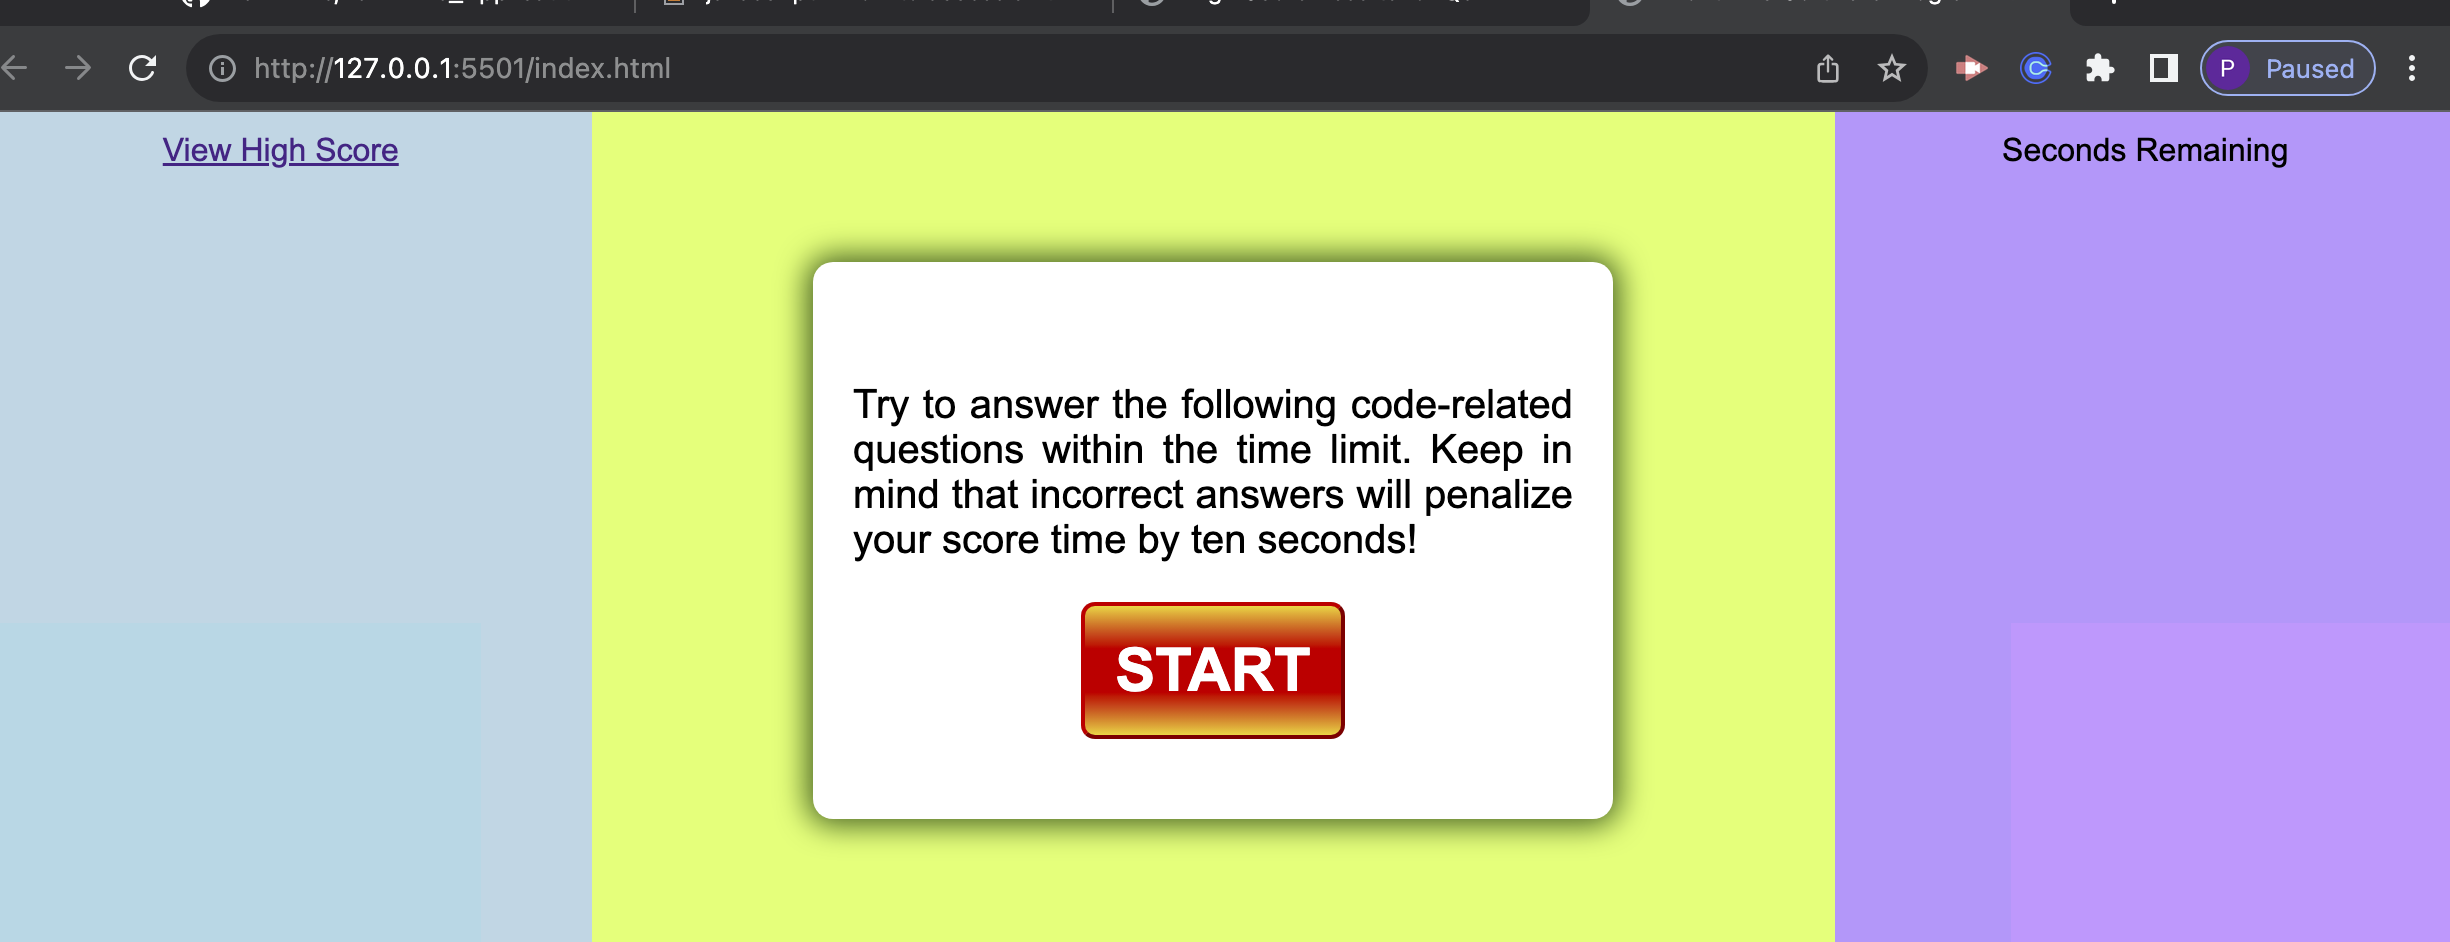 http://127.0.0.1:5501/index.html
P Paused
View High Score
Seconds Remaining
Try to answer the following code-related
questions within the time limit. Keep in
mind that incorrect answers will penalize
your score time by ten seconds!
START